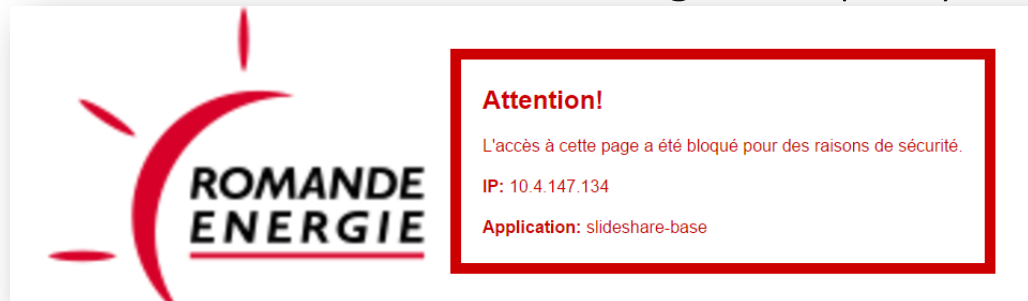 ROMANDE
ENERGIE
Attention!
L'accès à cette page a été bloqué pour des raisons de sécurité.
IP: 10.4.147.134
Application: slideshare-base